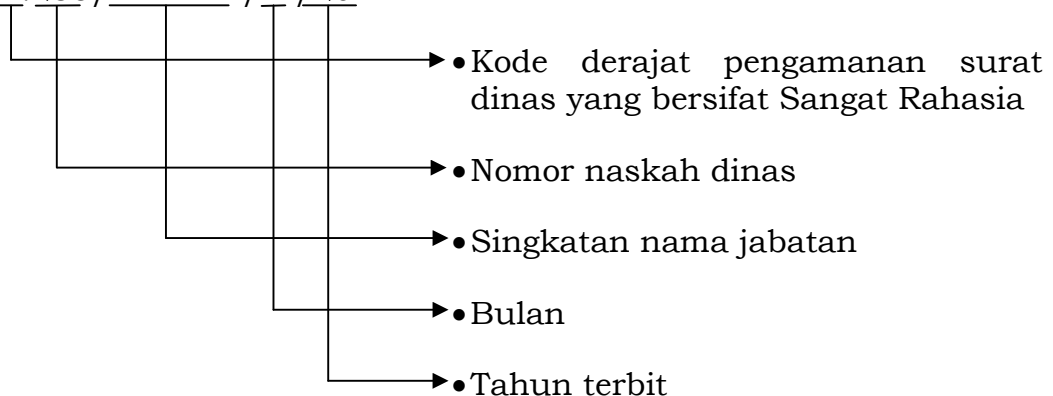 • Kode derajat pengamanan surat
dinas yang bersifat Sangat Rahasia
• Nomor naskah dinas
• Singkatan nama jabatan
• Bulan
• Tahun terbit